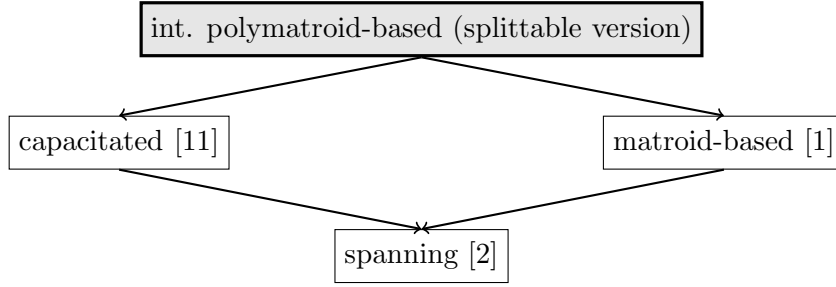 int. polymatroid-based (splittable version)
capacitated [11]
matroid-based [1]
spanning [2]